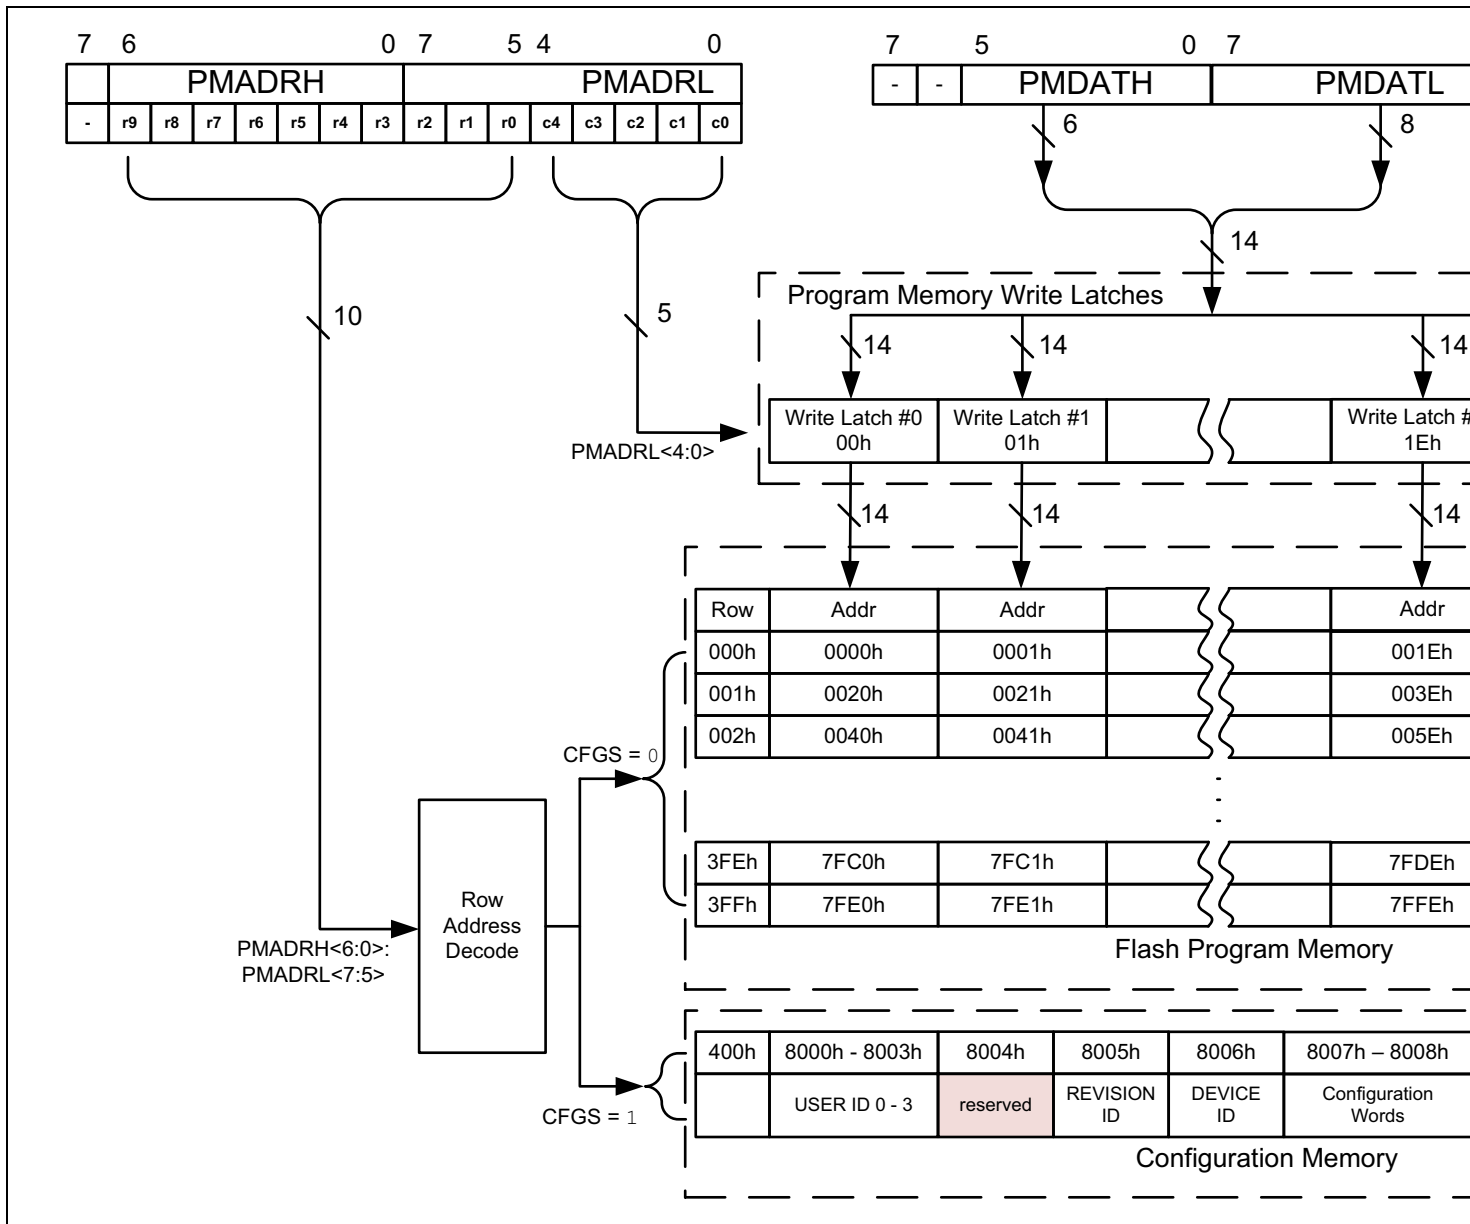 7 6 0 7 5 4 0
PMADRH PMADRL
- r9 r8 r7 r6 r5 r4 r3 r2 r1 r0 c4 c3 c2 c1 c0
7 5 0 7
- - PMDATH PMDATL
6 8
14
10
5
Program Memory Write Latches
14 14 14
Write Latch #0 Write Latch #1 Write Latch #
00h 01h 1Eh
PMADRL<4:0>
14 14 14
Row Addr Addr Addr
000h 0000h 0001h 001Eh
001h 0020h 0021h 003Eh
002h 0040h 0041h 005Eh
CFGS = 0
3FEh 7FC0h 7FC1h 7FDEh
3FFh 7FE0h 7FE1h 7FFEh
Flash Program Memory
Row
Address
Decode
PMADRH<6:0>:
PMADRL<7:5>
400h 8000h - 8003h 8004h 8005h 8006h 8007h – 8008h
USER ID 0 - 3 reserved REVISION ID DEVICE ID Configuration Words
CFGS = 1
Configuration Memory